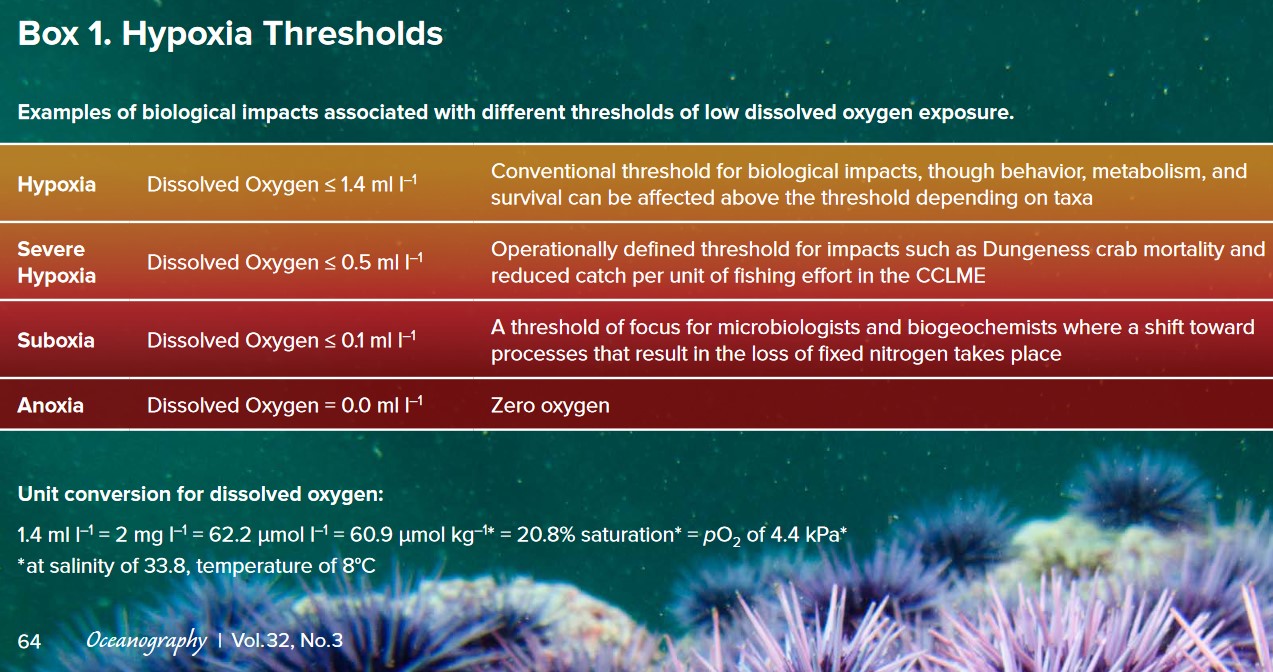 Box 1. Hypoxia Thresholds
Examples of biological impacts associated with different thresholds of low dissolved oxygen exposure.
Hypoxia
Dissolved Oxygen ≤ 1.4 ml l⁻¹
Conventional threshold for biological impacts, though behavior, metabolism, and
survival can be affected above the threshold depending on taxa
Severe
Hypoxia
Dissolved Oxygen ≤ 0.5 ml l⁻¹
Operationally defined threshold for impacts such as Dungeness crab mortality and
reduced catch per unit of fishing effort in the CCLME
Suboxia
Dissolved Oxygen ≤ 0.1 ml l⁻¹
A threshold of focus for microbiologists and biogeochemists where a shift toward
processes that result in the loss of fixed nitrogen takes place
Anoxia
Dissolved Oxygen = 0.0 ml l⁻¹
Zero oxygen
Unit conversion for dissolved oxygen:
1.4 ml l⁻¹ = 2 mg l⁻¹ = 62.2 μmol l⁻¹ = 60.9 μmol kg⁻¹* = 20.8% saturation* = pO₂ of 4.4 kPa*
*at salinity of 33.8, temperature of 8°C
64 Oceanography | Vol.32, No.3